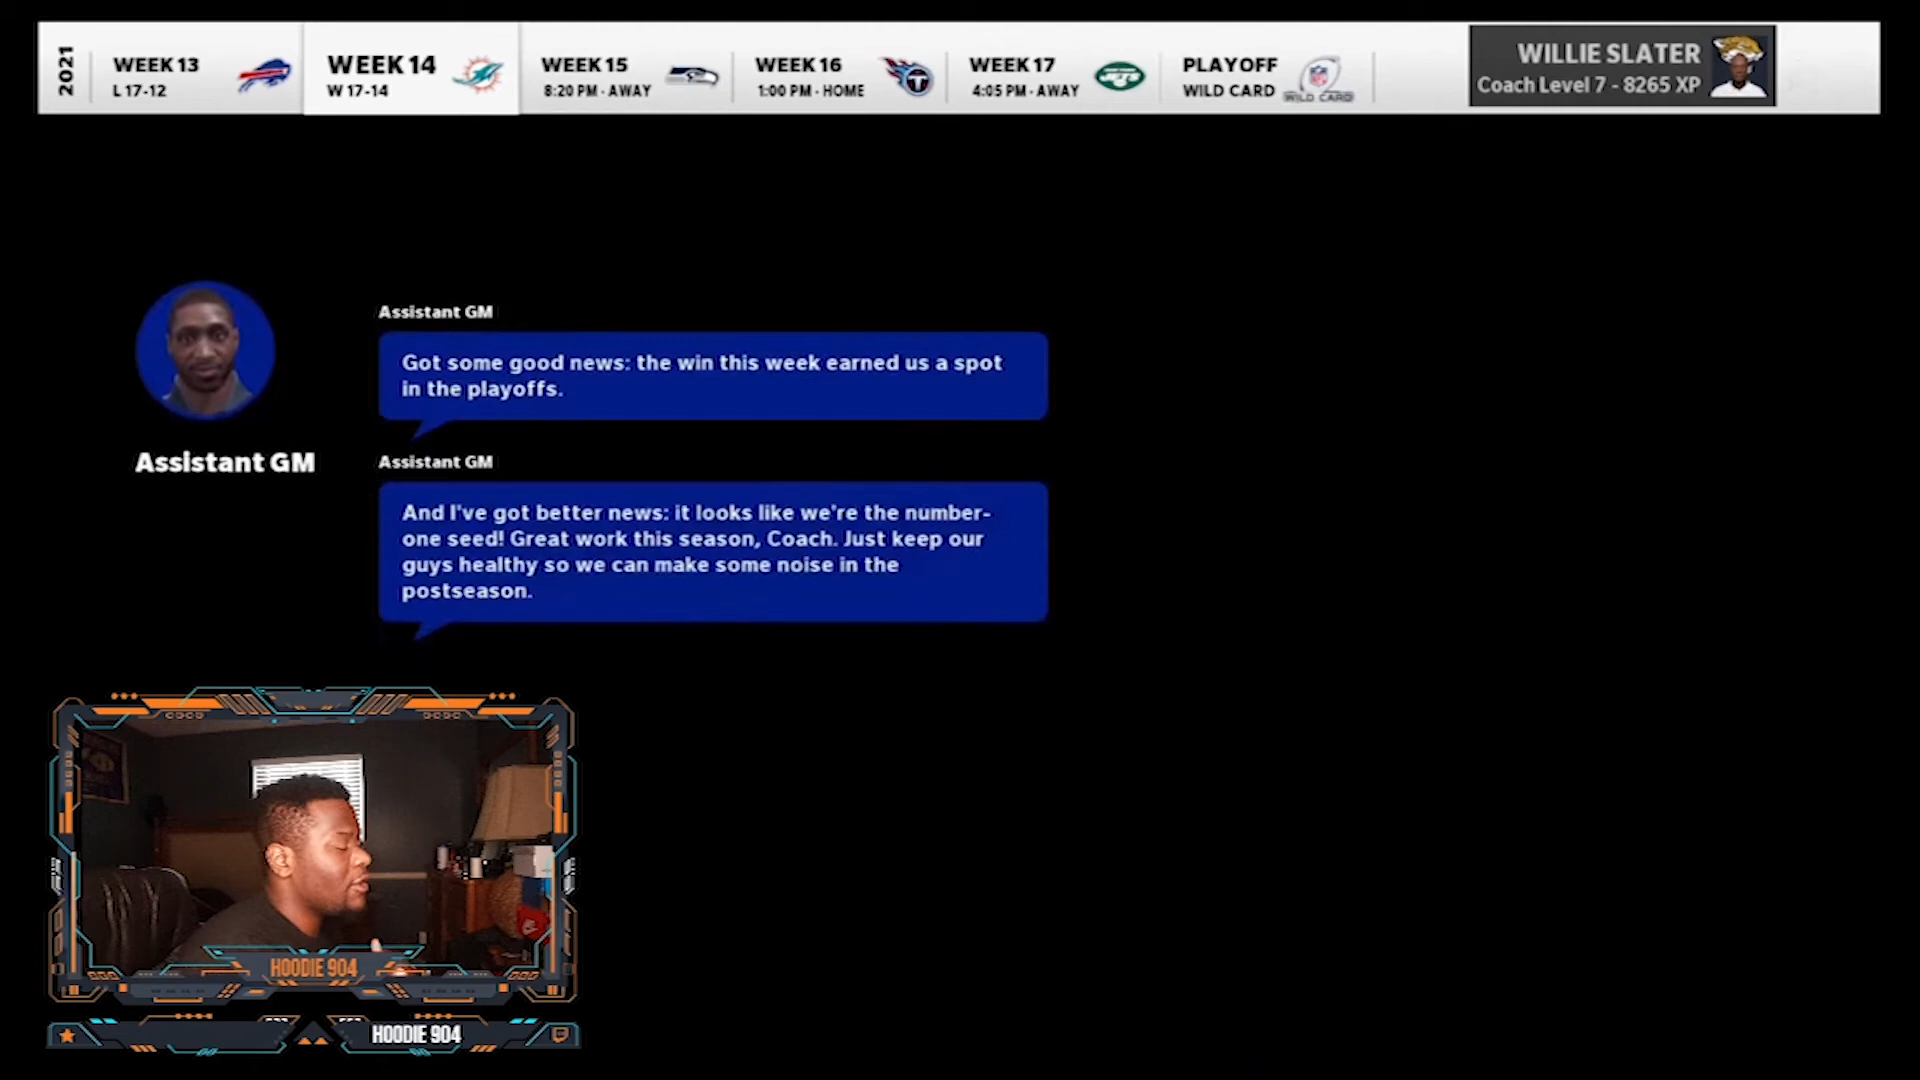 2021
WEEK 13
L 17-12
WEEK 14
W 17-14
WEEK 15
8:20 PM - AWAY
WEEK 16
1:00 PM - HOME
WEEK 17
4:05 PM - AWAY
JETS
PLAYOFF
WILD CARD
NFL
WILD CARD
WILLIE SLATER
Coach Level 7 - 8265 XP
Assistant GM
Got some good news: the win this week earned us a spot
in the playoffs.
Assistant GM
Assistant GM
And I've got better news: it looks like we're the number-
one seed! Great work this season, Coach. Just keep our
guys healthy so we can make some noise in the
postseason.
HOODIE 904
HOODIE 904